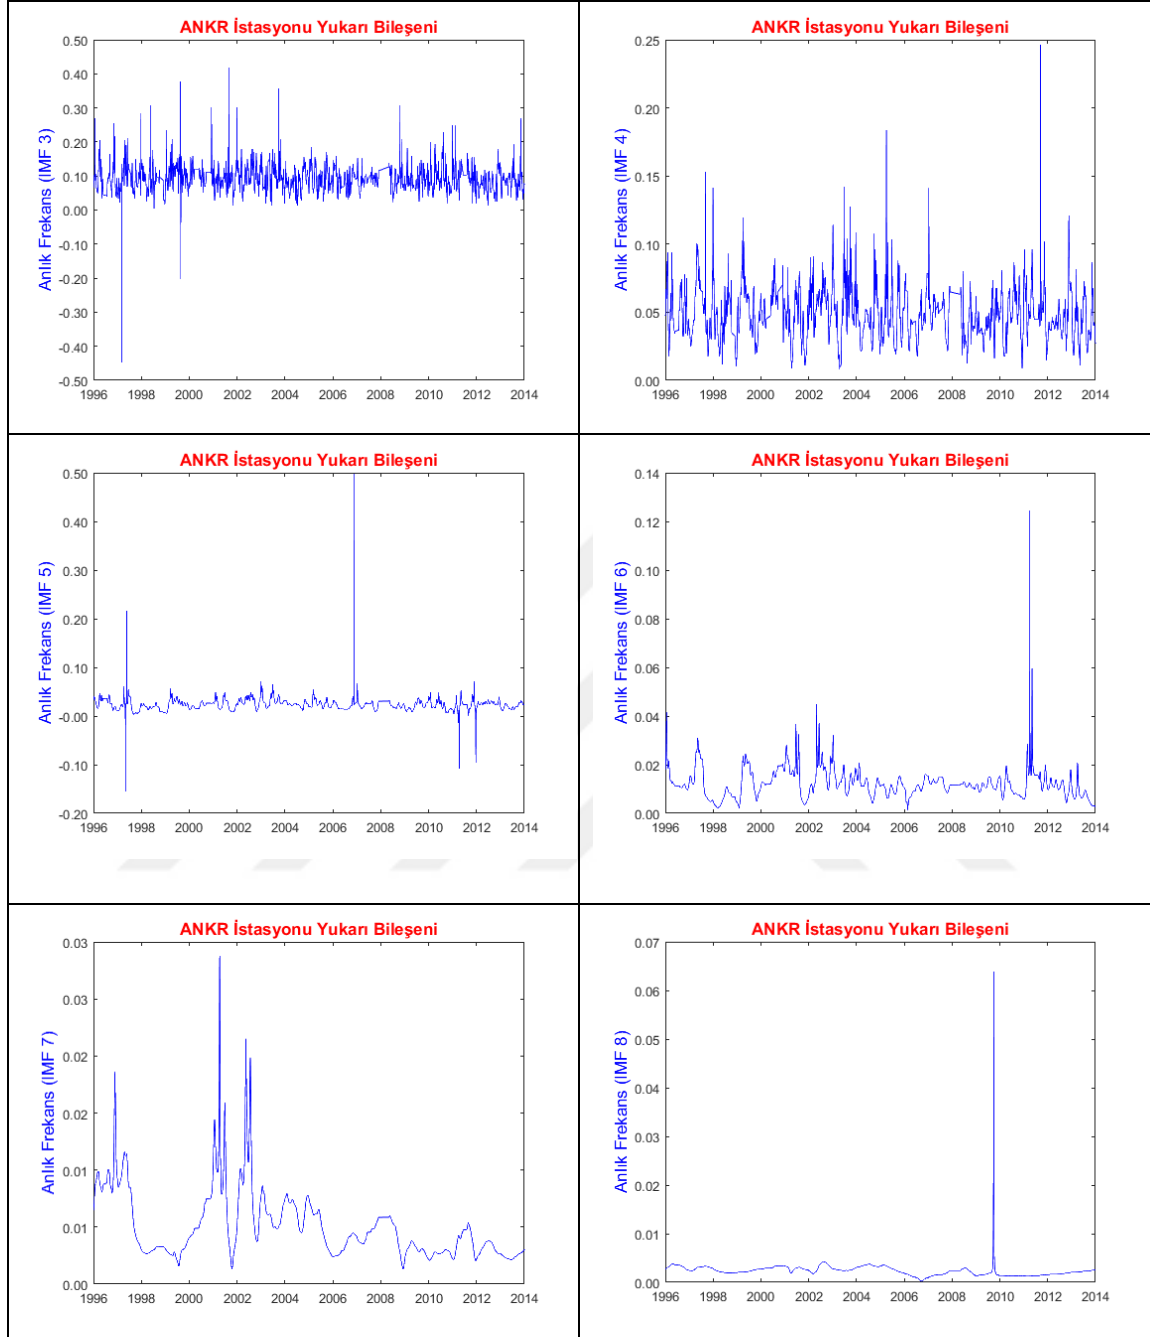 ANKR İstasyonu Yukarı Bileşeni
Anlık Frekans (IMF 3)
0.50
0.40
0.30
0.20
0.10
0.00
-0.10
-0.20
-0.30
-0.40
-0.50
1996 1998 2000 2002 2004 2006 2008 2010 2012 2014
ANKR İstasyonu Yukarı Bileşeni
Anlık Frekans (IMF 4)
0.25
0.20
0.15
0.10
0.05
0.00
1996 1998 2000 2002 2004 2006 2008 2010 2012 2014
ANKR İstasyonu Yukarı Bileşeni
Anlık Frekans (IMF 5)
0.50
0.40
0.30
0.20
0.10
-0.00
-0.10
-0.20
1996 1998 2000 2002 2004 2006 2008 2010 2012 2014
ANKR İstasyonu Yukarı Bileşeni
Anlık Frekans (IMF 6)
0.14
0.12
0.10
0.08
0.06
0.04
0.02
0.00
1996 1998 2000 2002 2004 2006 2008 2010 2012 2014
ANKR İstasyonu Yukarı Bileşeni
Anlık Frekans (IMF 7)
0.03
0.03
0.02
0.02
0.01
0.01
0.00
1996 1998 2000 2002 2004 2006 2008 2010 2012 2014
ANKR İstasyonu Yukarı Bileşeni
Anlık Frekans (IMF 8)
0.07
0.06
0.05
0.04
0.03
0.02
0.01
0.00
1996 1998 2000 2002 2004 2006 2008 2010 2012 2014